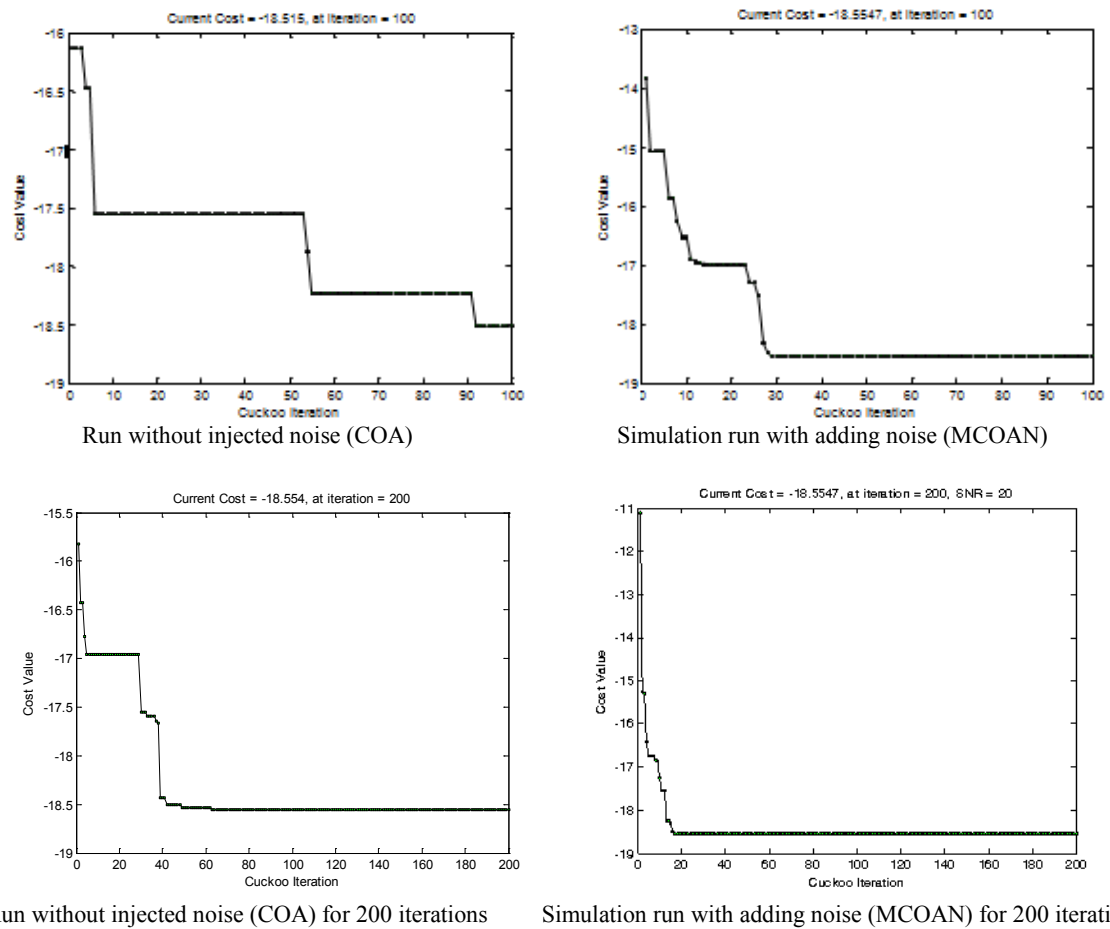 Current Cost = -18.515, at iteration = 100
-16
-16.5
-17
-17.5
-18
-18.5
-19
Cost Value
0 10 20 30 40 50 60 70 80 90 100
Cuckoo Iteration
Run without injected noise (COA)
Current Cost = -18.5547, at iteration = 100
-13
-14
-15
-16
-17
-18
-19
Cost Value
0 10 20 30 40 50 60 70 80 90 100
Cuckoo Iteration
Simulation run with adding noise (MCOAN)
Current Cost = -18.554, at iteration = 200
-15.5
-16
-16.5
-17
-17.5
-18
-18.5
-19
Cost Value
0 20 40 60 80 100 120 140 160 180 200
Cuckoo Iteration
un without injected noise (COA) for 200 iterations
Current Cost = -18.5547, at iteration = 200, SNR = 20
-11
-12
-13
-14
-15
-16
-17
-18
-19
Cost Value
0 20 40 60 80 100 120 140 160 180 200
Cuckoo Iteration
Simulation run with adding noise (MCOAN) for 200 iterati